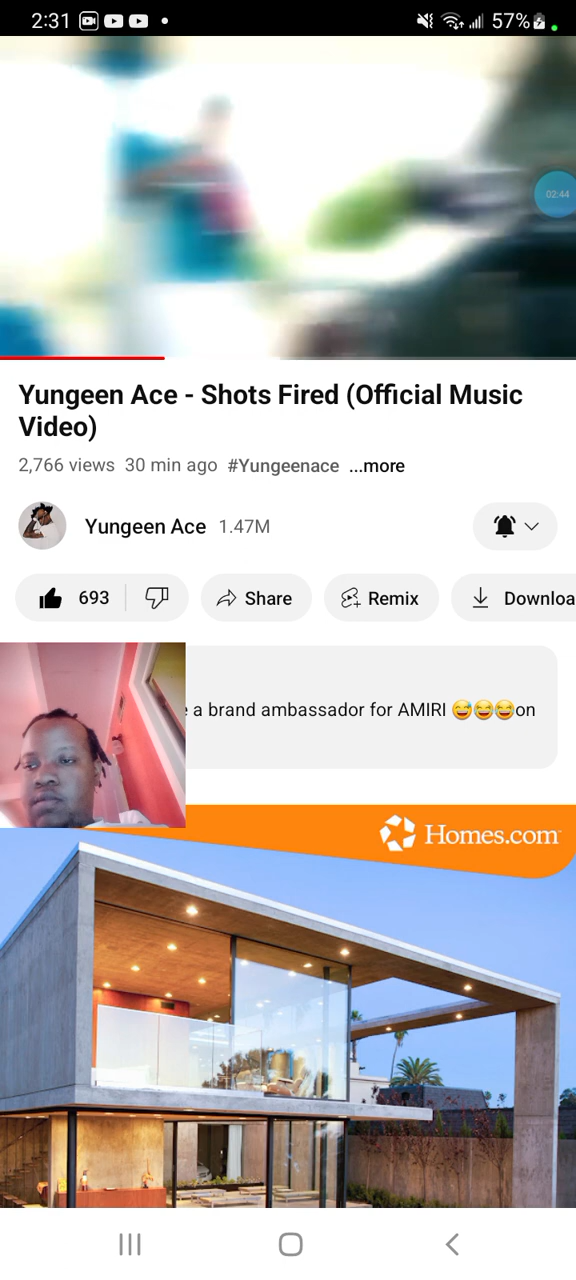 2:31 57%
02:44
Yungeen Ace - Shots Fired (Official Music
Video)
2,766 views 30 min ago #Yungeenace ...more
Yungeen Ace 1.47M
693 Share Remix Downloa
a brand ambassador for AMIRI 😅😂😂on
Homes.com